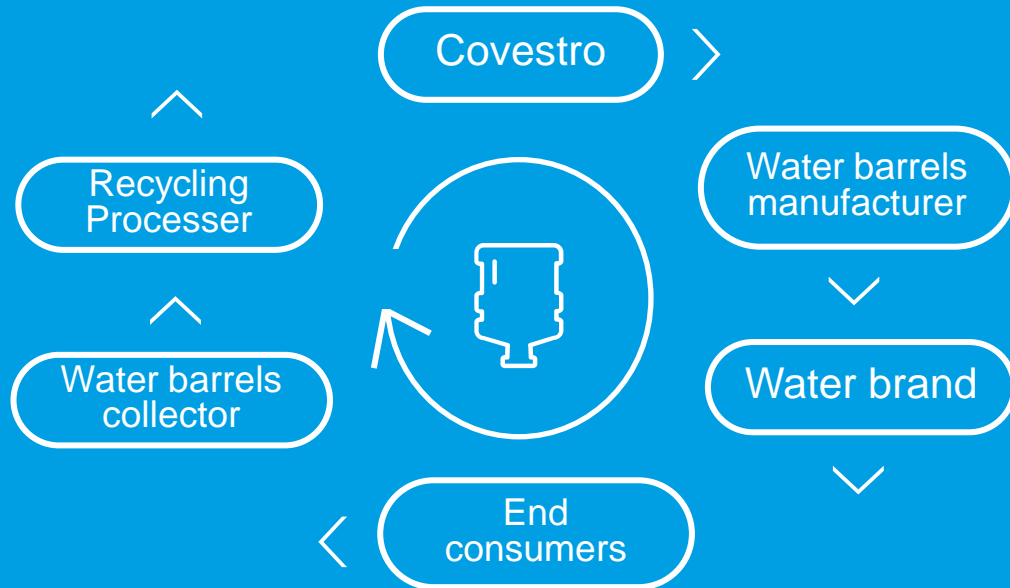 Covestro
Water barrels
manufacturer
Water brand
End
consumers
Water barrels
collector
Recycling
Processer